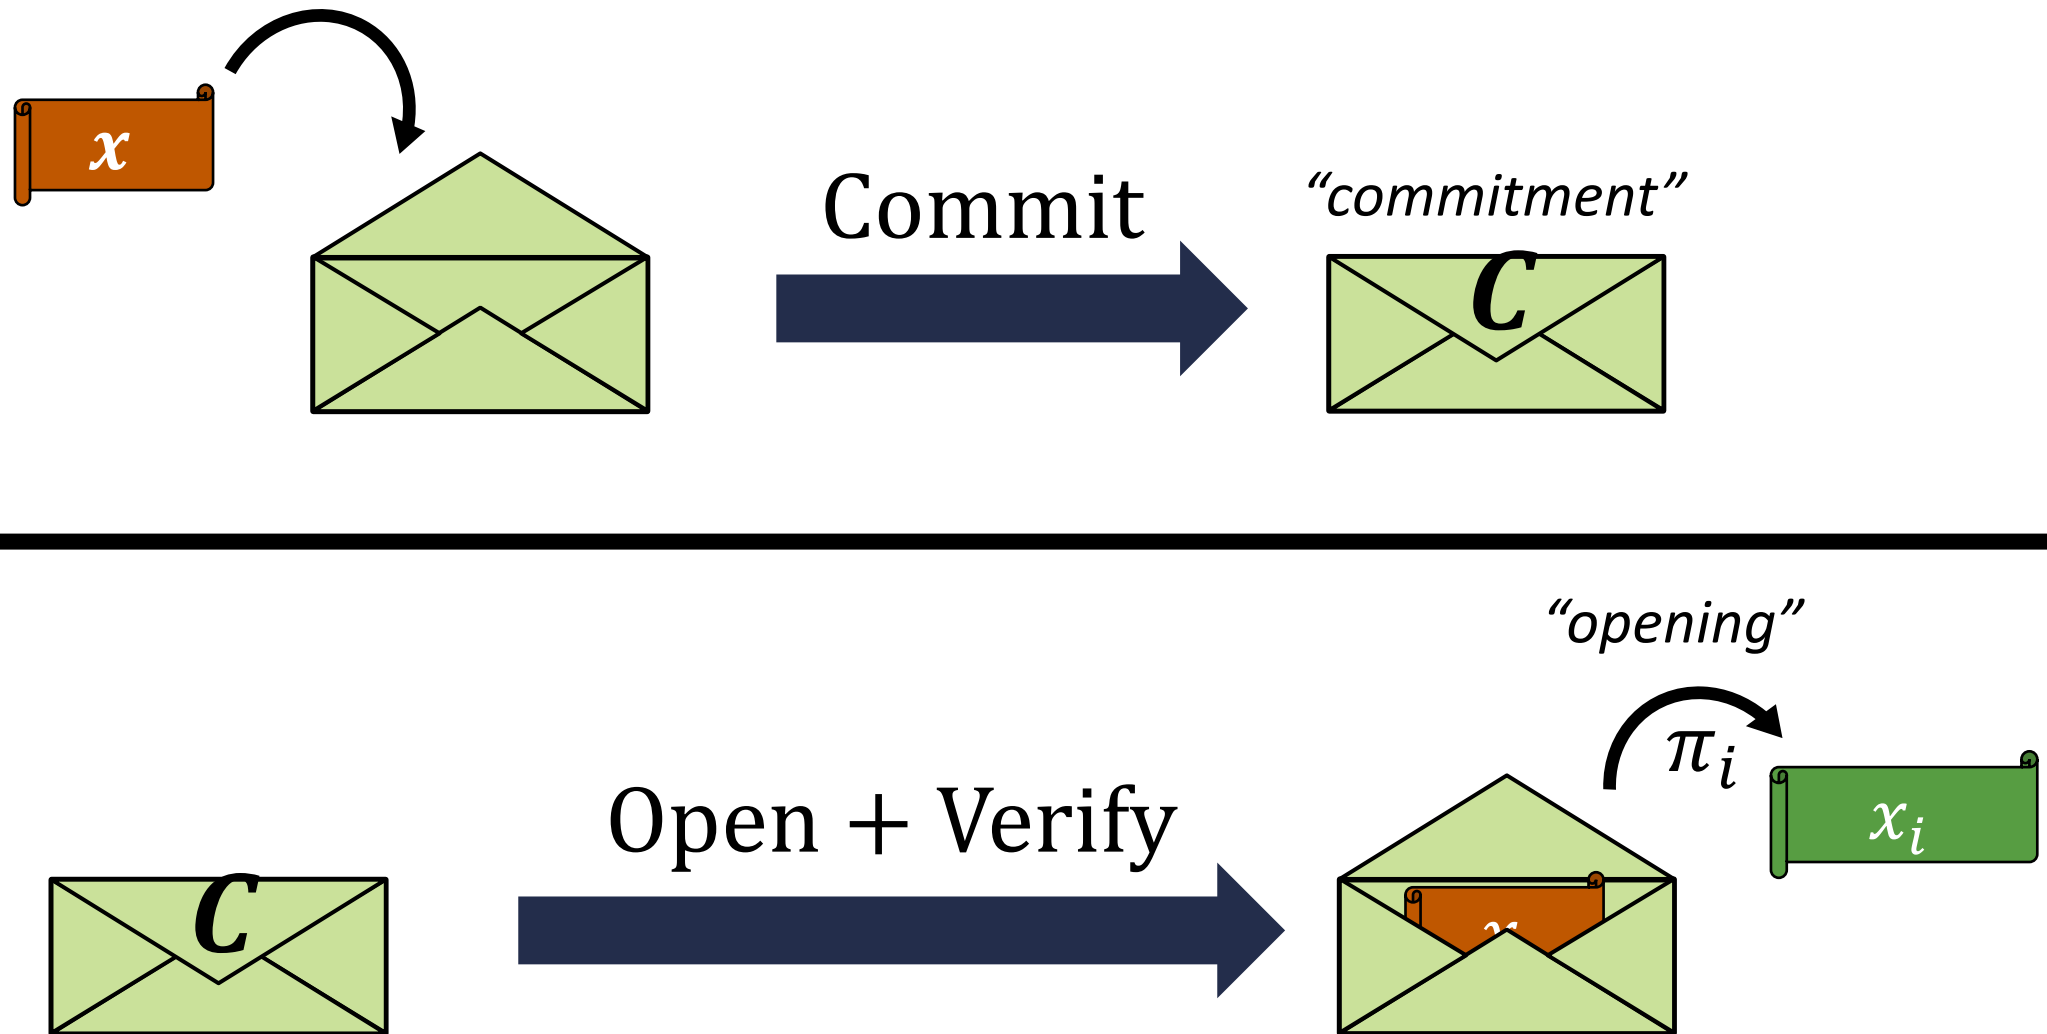 x
Commit
“commitment”
C
“opening”
π_i
x_i
Open + Verify
C
x